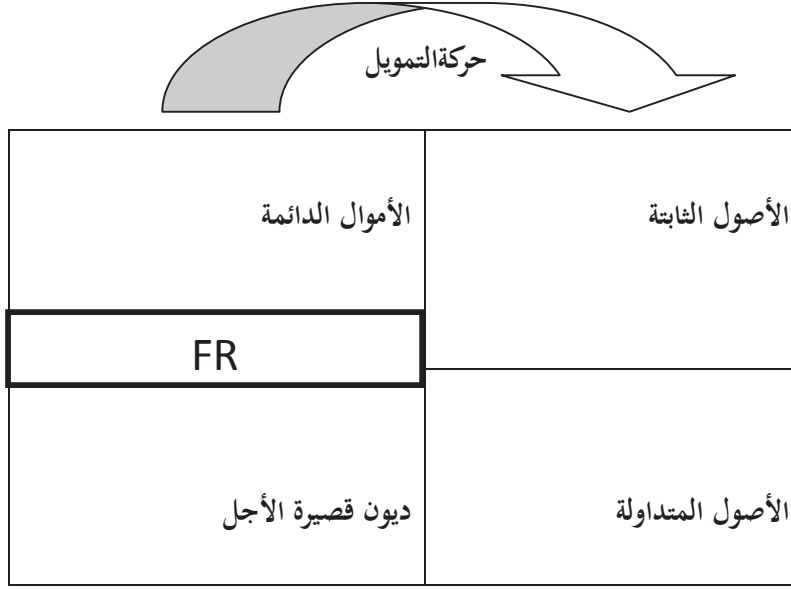 حركةالتمويل
الأصول الثابتة
الأموال الدائمة
FR
الأصول المتداولة
ديون قصيرة الأجل